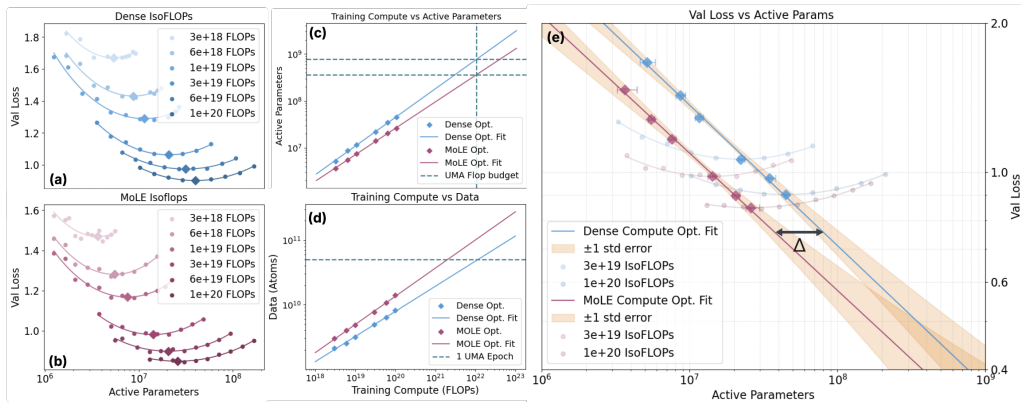 Dense IsoFLOPs
Val Loss
1.8
1.6
1.4
1.2
1.0
3e+18 FLOPs
6e+18 FLOPs
1e+19 FLOPs
3e+19 FLOPs
6e+19 FLOPs
1e+20 FLOPs
(a)
MoLE Isoflops
Val Loss
1.6
1.4
1.2
1.0
3e+18 FLOPs
6e+18 FLOPs
1e+19 FLOPs
3e+19 FLOPs
6e+19 FLOPs
1e+20 FLOPs
(b)
10^6
10^7
10^8
Active Parameters
Training Compute vs Active Parameters
(c)
Active Parameters
10^9
10^8
10^7
Dense Opt.
Dense Opt. Fit
MoLE Opt.
MoLE Opt. Fit
UMA Flop budget
Training Compute vs Data
(d)
Data (Atoms)
10^11
10^10
Dense Opt.
Dense Opt. Fit
MOLE Opt.
MOLE Opt. Fit
1 UMA Epoch
10^18
10^19
10^20
10^21
10^22
10^23
Training Compute (FLOPs)
Val Loss vs Active Params
(e)
2.0
1.0
0.4
Val Loss
Δ
Dense Compute Opt. Fit
±1 std error
3e+19 IsoFLOPs
1e+20 IsoFLOPs
MoLE Compute Opt. Fit
±1 std error
3e+19 IsoFLOPs
1e+20 IsoFLOPs
10^6
10^7
10^8
10^9
Active Parameters